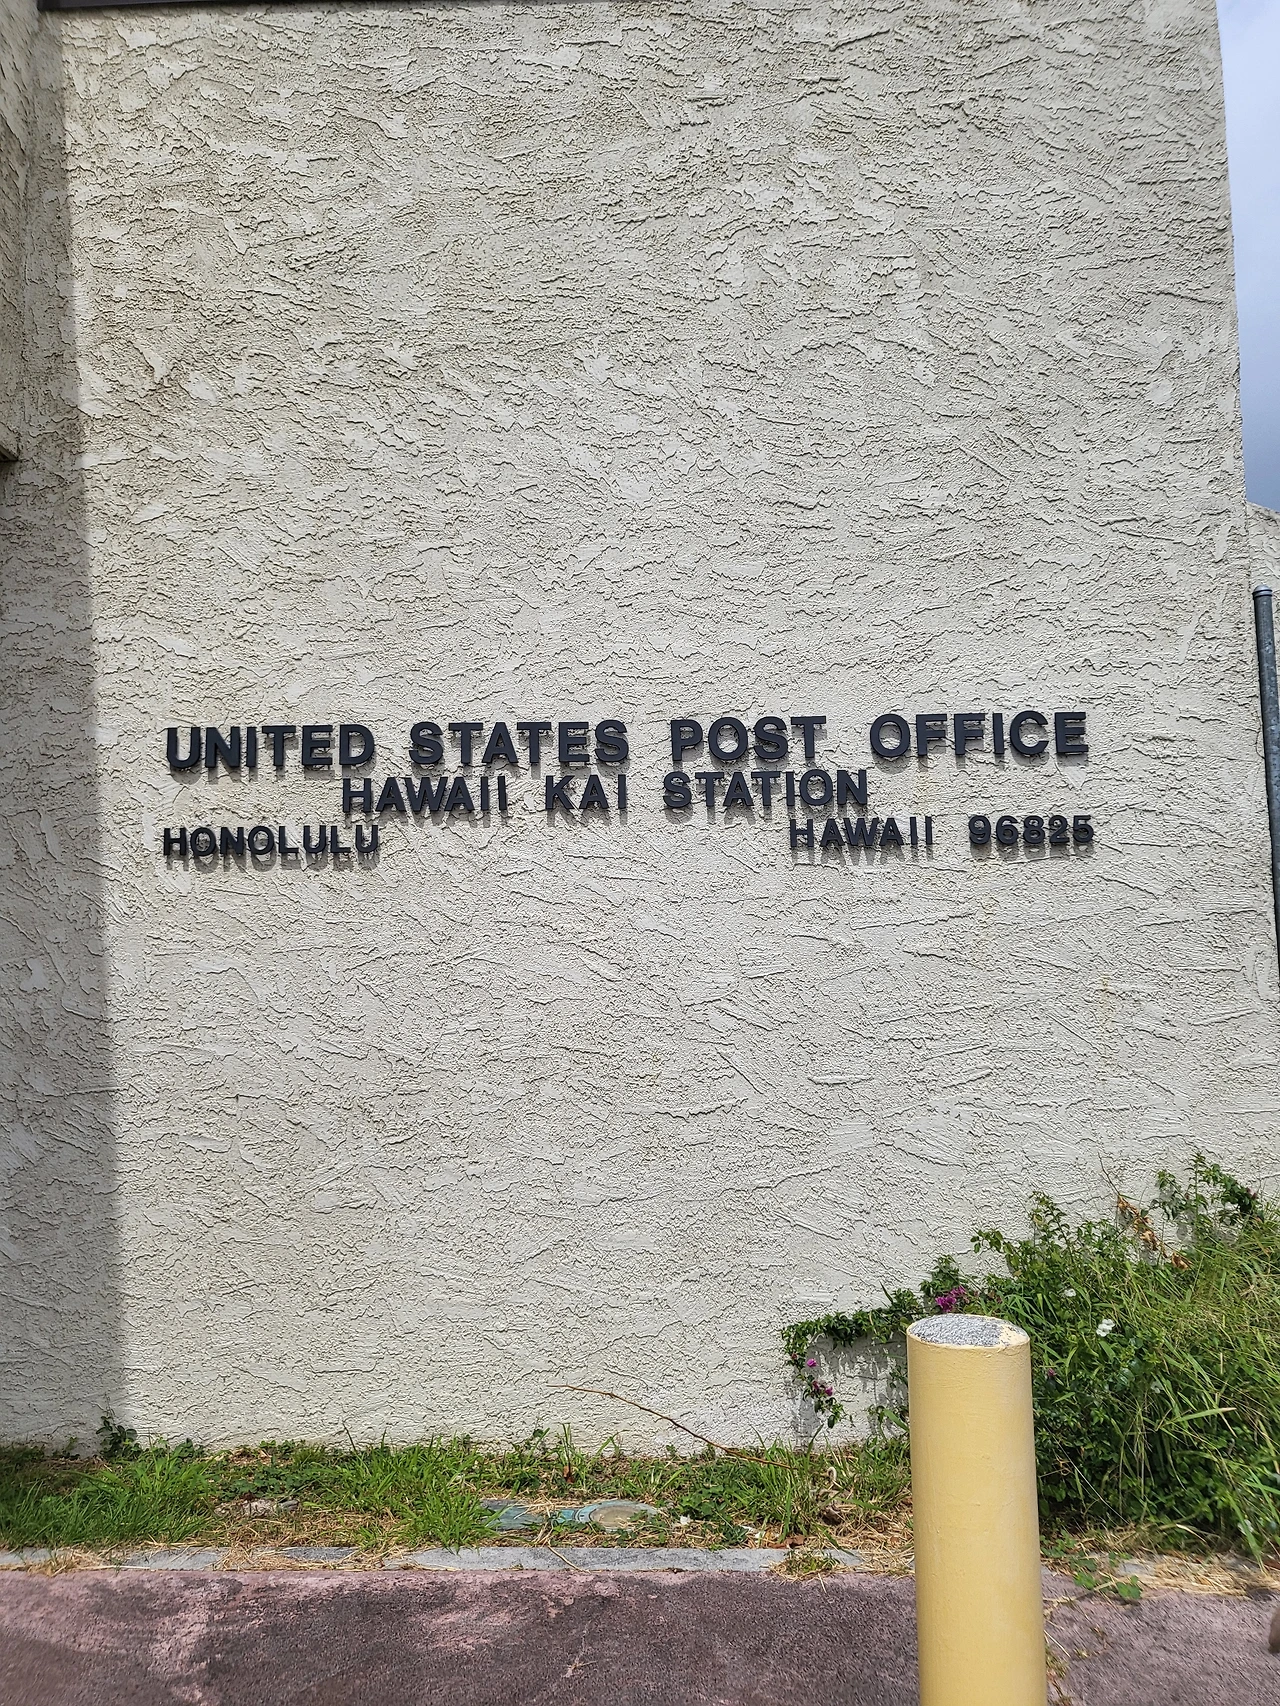 UNITED STATES POST OFFICE
HAWAII KAI STATION
HONOLULU HAWAII 96825